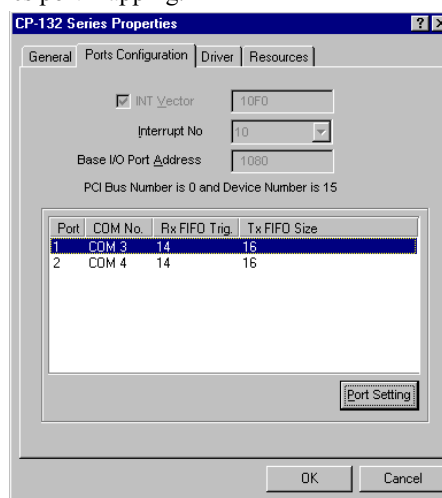 CP-132 Series Properties
General Ports Configuration Driver Resources
INT Vector 10F0
Interrupt No 10
Base I/O Port Address 1080
PCI Bus Number is 0 and Device Number is 15
Port COM No. Rx FIFO Trig. Tx FIFO Size
1 COM 3 14 16
2 COM 4 14 16
Port Setting
OK Cancel